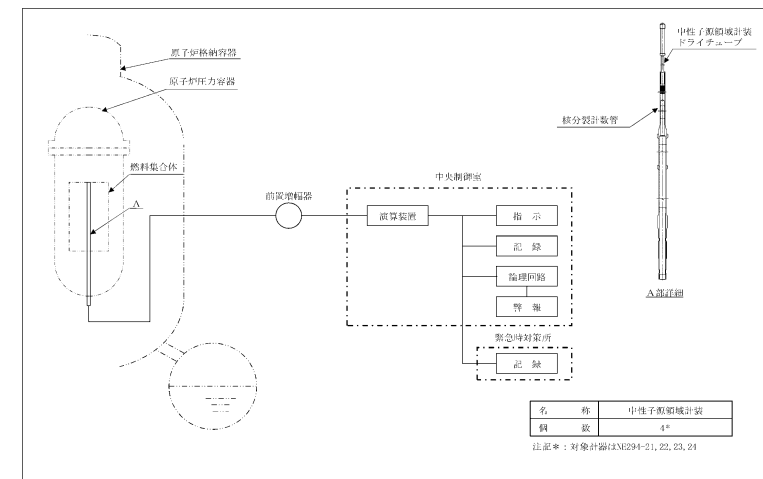 原子炉格納容器
原子炉圧力容器
燃料集合体
A
前置増幅器
中央制御室
演算装置
指 示
記 録
論理回路
警 報
緊急時対策所
記 録
中性子源領域計装
ドライチューブ
核分裂計数管
A部詳細
名 称 中性子源領域計装
個 数 4*
注記*:対象計器はNE294-21,22,23,24